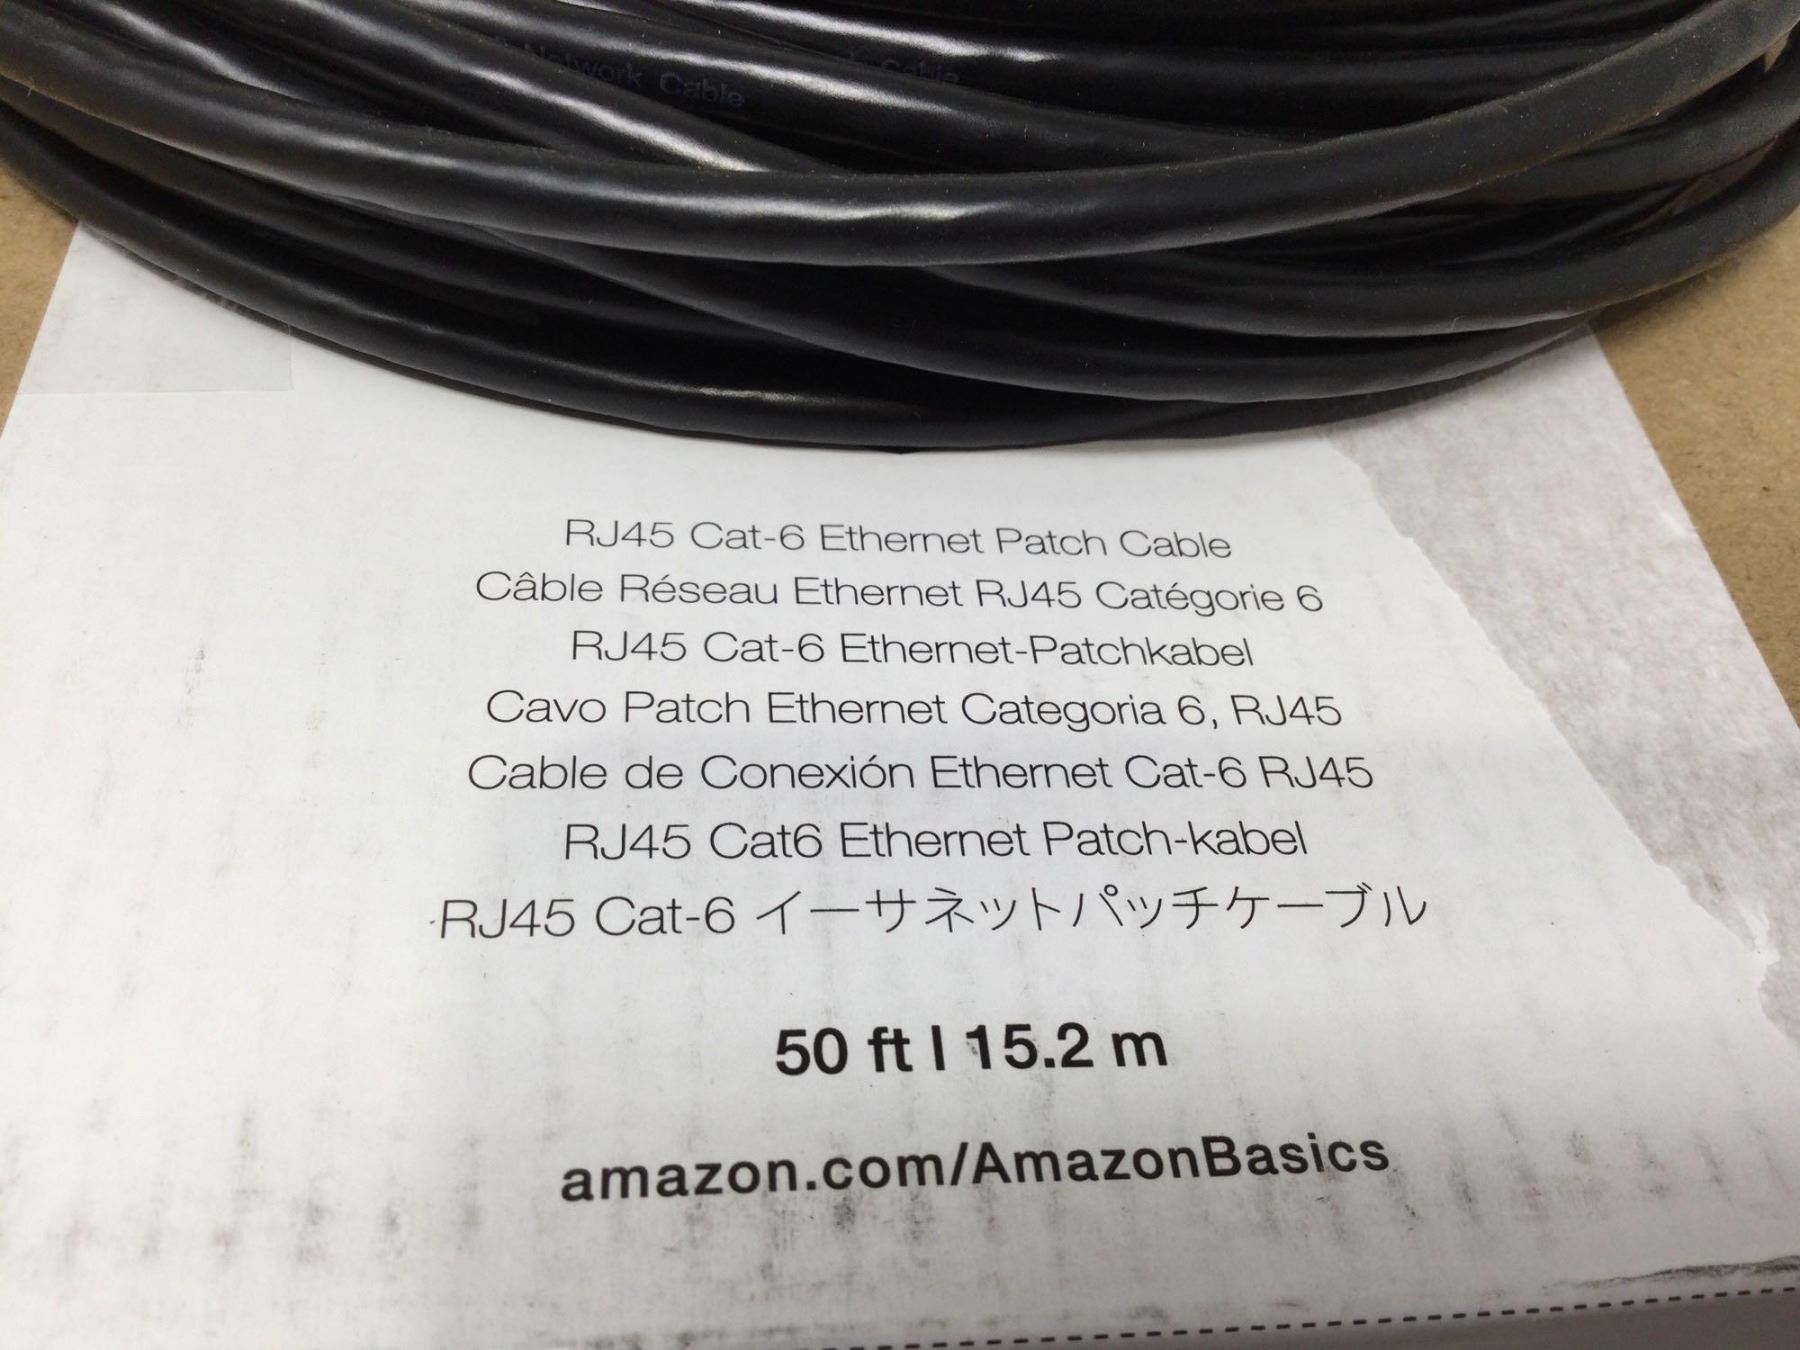 Network Cable
Cable
RJ45 Cat-6 Ethernet Patch Cable
Câble Réseau Ethernet RJ45 Catégorie 6
RJ45 Cat-6 Ethernet-Patchkabel
Cavo Patch Ethernet Categoria 6, RJ45
Cable de Conexión Ethernet Cat-6 RJ45
RJ45 Cat6 Ethernet Patch-kabel
RJ45 Cat-6 イーサネットパッチケーブル
50 ft | 15.2 m
amazon.com/AmazonBasics